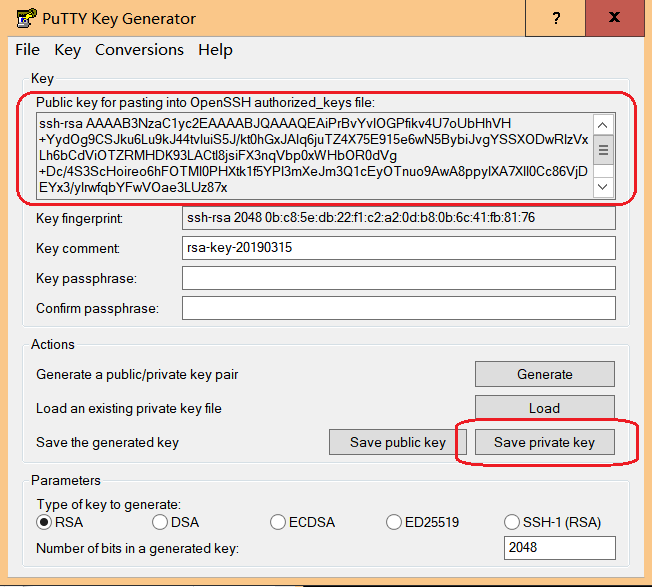 PuTTY Key Generator
?
X
File Key Conversions Help
Key
Public key for pasting into OpenSSH authorized_keys file:
ssh-rsa AAAAB3NzaC1yc2EAAAABJQAAAQEAiPrBvYvlOGPfikv4U7oUbHhVH
+YydOg9CSJku6Lu9kJ44tvluiS5J/kt0hGxJAlq6juTZ4X75E915e6wN5BybiJvgYSSXODwRlzVx
Lh6bCdViOTZRMHDK93LACtl8jsiFX3nqVbp0xWHbOR0dVg
+Dc/4S3ScHoireo6hFOTMl0PHXtk1f5YPl3mXeJm3Q1cEyOTnuo9AwA8ppylXA7Xll0Cc86VjD
EYx3/ylrwfqbYFwVOae3LUz87x
Key fingerprint:
ssh-rsa 2048 0b:c8:5e:db:22:f1:c2:a2:0d:b8:0b:6c:41:fb:81:76
Key comment:
rsa-key-20190315
Key passphrase:
Confirm passphrase:
Actions
Generate a public/private key pair
Generate
Load an existing private key file
Load
Save the generated key
Save public key
Save private key
Parameters
Type of key to generate:
RSA DSA ECDSA ED25519 SSH-1 (RSA)
Number of bits in a generated key:
2048